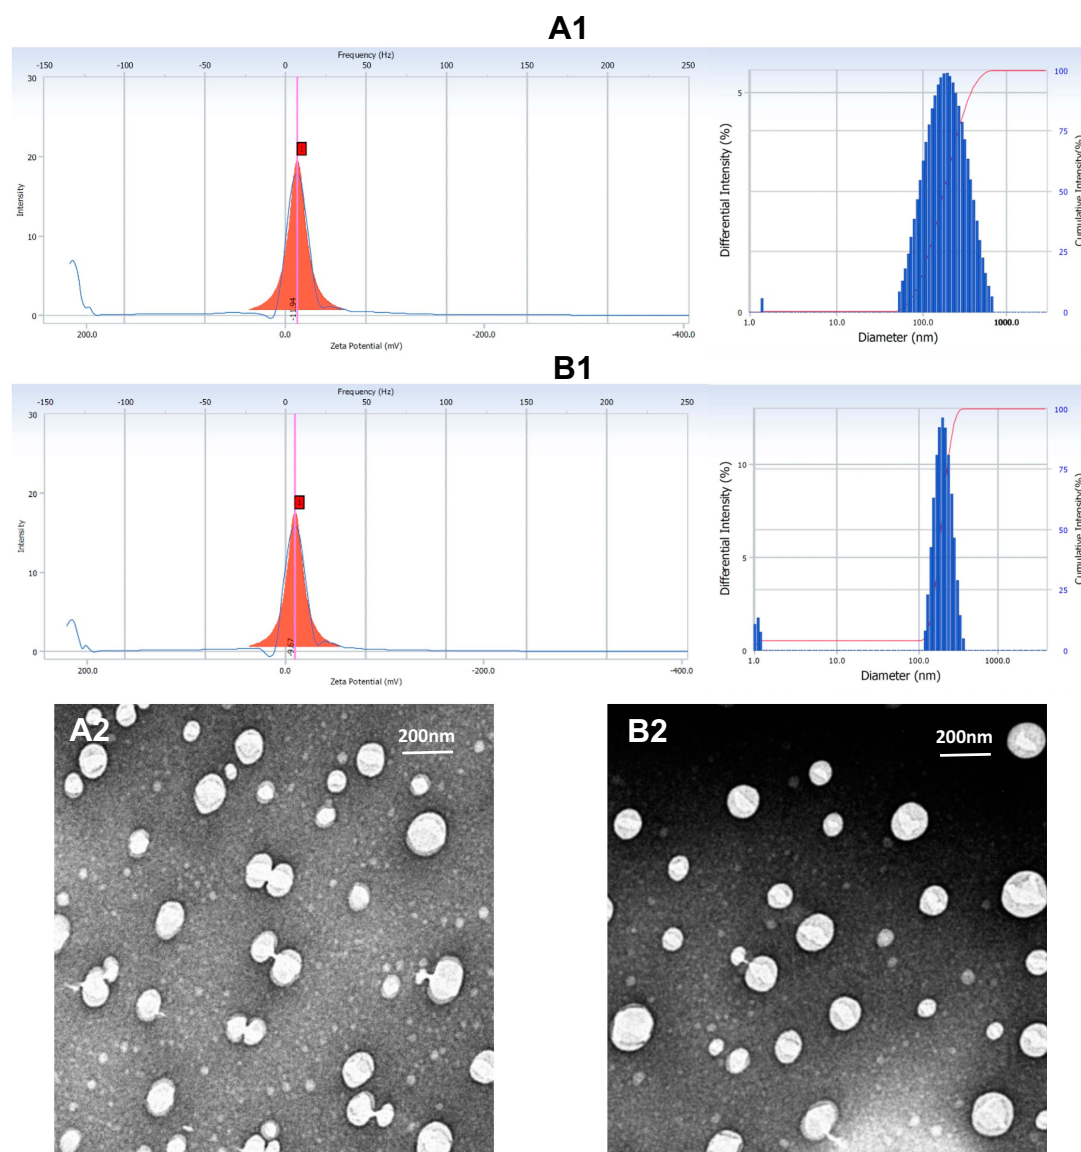 A1
Frequency (Hz)
-150 -100 -50 0 50 100 150 200 250
30
20
10
0
Intensity
-11.94
200.0 0.0 -200.0 -400.0
Zeta Potential (mV)
Differential Intensity (%)
5
0
100
75
50
25
0
Cumulative Intensity(%)
1.0 10.0 100.0 1000.0
Diameter (nm)
B1
Frequency (Hz)
-150 -100 -50 0 50 100 150 200 250
30
20
10
0
Intensity
-9.67
200.0 0.0 -200.0 -400.0
Zeta Potential (mV)
Differential Intensity (%)
10
5
0
100
75
50
25
0
Cumulative Intensity(%)
1.0 10.0 100.0 1000.0
Diameter (nm)
A2
200nm
B2
200nm